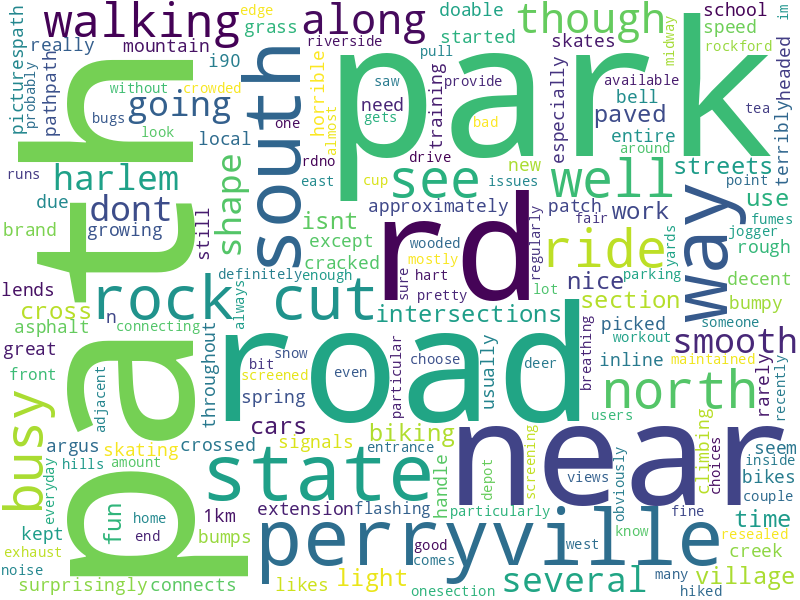 edge
walking
along
though
doable
school
grass
started
speed
im
picturespath
really
mountain
i90
riverside
pull
skates
midway
rockford
probably
pathpath
without
crowded
look
horrible
almost
saw
provide
available
headed
bugs
going
one
need
training
especially
paved
bell
tea
terribly
local
gets
bad
entire
around
path
south
park
runs
harlem
shape
rdno
drive
see
well
new
streets
east
cup
issues
point
due
dont
isnt
approximately
patch
work
way
use
brand
growing
still
except
rd
wooded
regularly
fair
ride
yards
fumes
jogger
cracked
mostly
nice
rough
lends
definitely
enough
sure
hart
parking
decent
cross
rock cut
always
pretty
lot
section
bumpy
n
connecting
intersections
asphalt
throughout
road
picked
someone
great
adjacent
bit
snow
particular
choose
deer
usually
breathing
inline
workout
smooth
front
screened
even
maintained
spring
north
rarely
recently
busy
cars
near
users
argus
skating
crossed
signals
biking
climbing
choices
seem
hills
amount
state
entrance
handle
depot
screening
views
obviously
inside
bikes
everyday
couple
kept
fun
home
1km
extension
flashing
particularly
fine
resealed
time
exhaust
end
bumps
perryville
good
know
creek
noise
comes
west
surprisingly
connects
likes
light
onesection
several
many
hiked
village